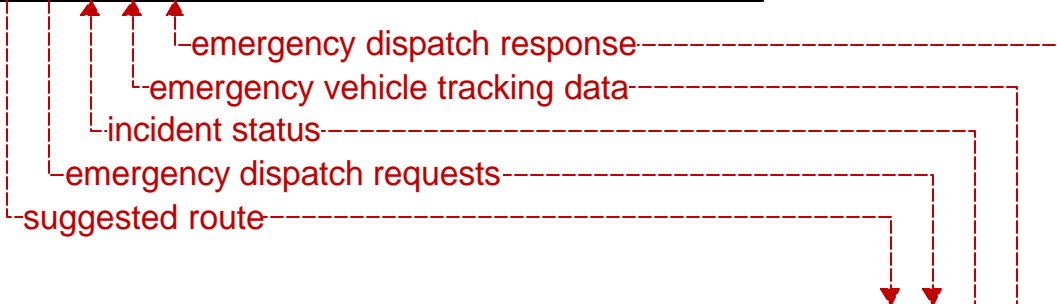 emergency dispatch response
emergency vehicle tracking data
incident status
emergency dispatch requests
suggested route